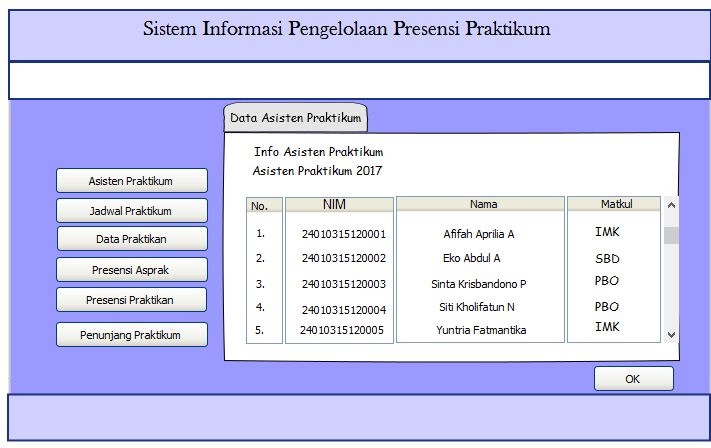 Sistem Informasi Pengelolaan Presensi Praktikum
Data Asisten Praktikum
Info Asisten Praktikum
Asisten Praktikum 2017
Asisten Praktikum
Jadwal Praktikum
Data Praktikan
Presensi Asprak
Presensi Praktikan
Penunjang Praktikum
No. NIM Nama Matkul
1. 24010315120001 Afifah Aprilia A IMK
2. 24010315120002 Eko Abdul A SBD
3. 24010315120003 Sinta Krisbandono P PBO
4. 24010315120004 Siti Kholifatun N PBO
5. 24010315120005 Yuntria Fatmantika IMK
OK